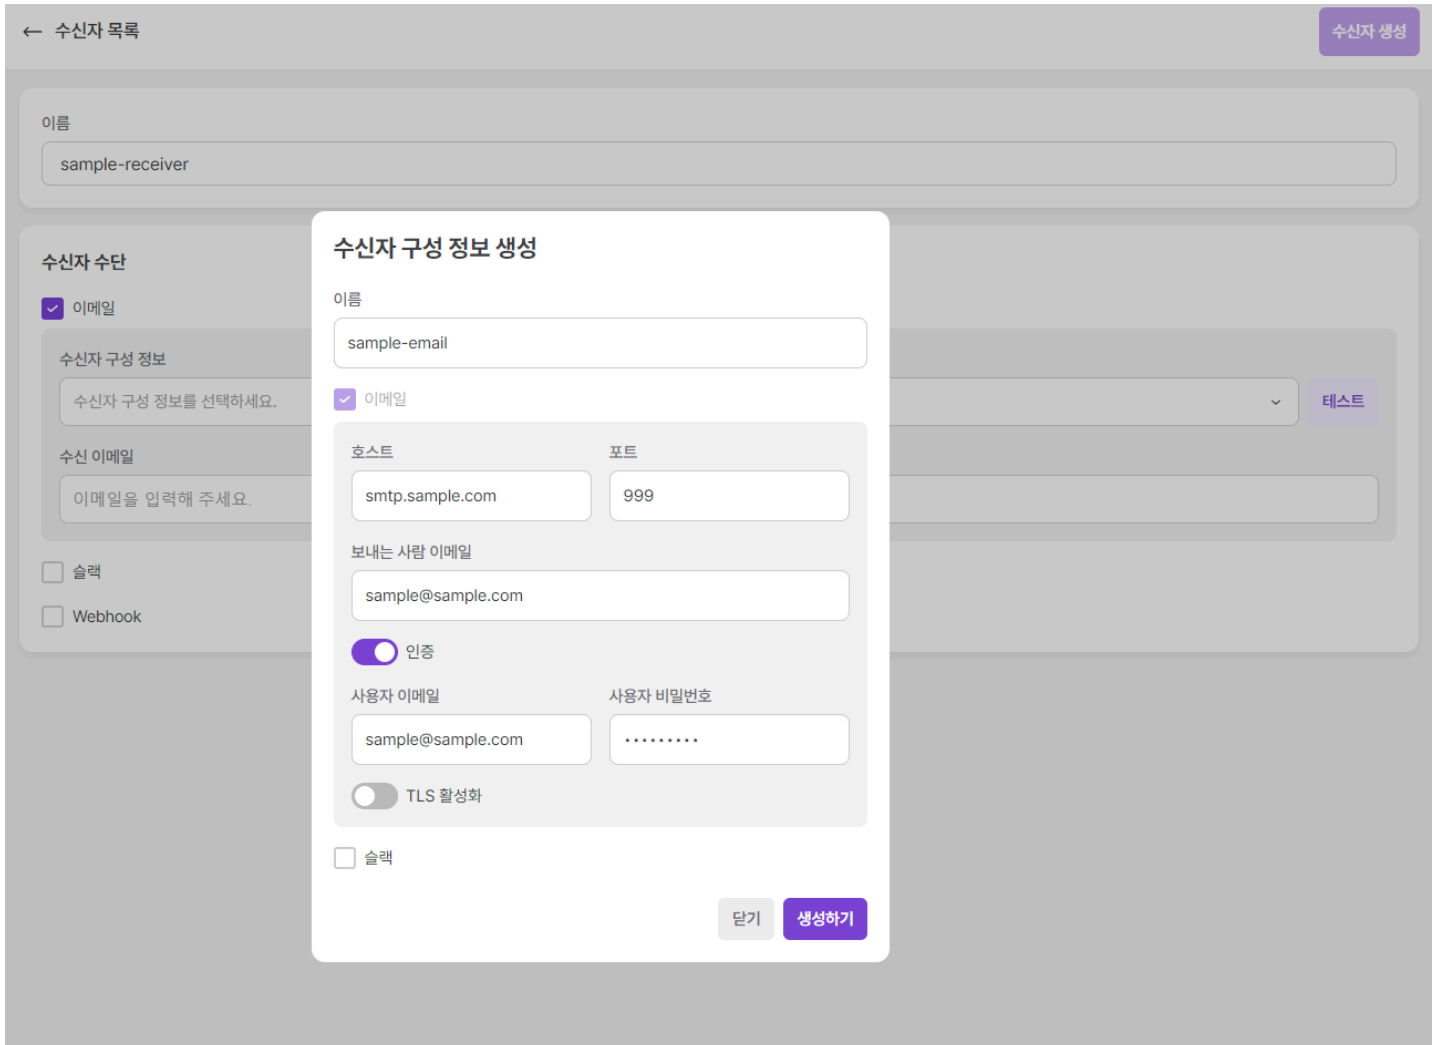 ← 수신자 목록
수신자 생성
이름
sample-receiver
수신자 수단
이메일
수신자 구성 정보
수신자 구성 정보를 선택하세요.
테스트
수신 이메일
이메일을 입력해 주세요.
슬랙
Webhook
수신자 구성 정보 생성
이름
sample-email
이메일
호스트 포트
smtp.sample.com 999
보내는 사람 이메일
sample@sample.com
인증
사용자 이메일 사용자 비밀번호
sample@sample.com •••••••••
TLS 활성화
슬랙
닫기 생성하기